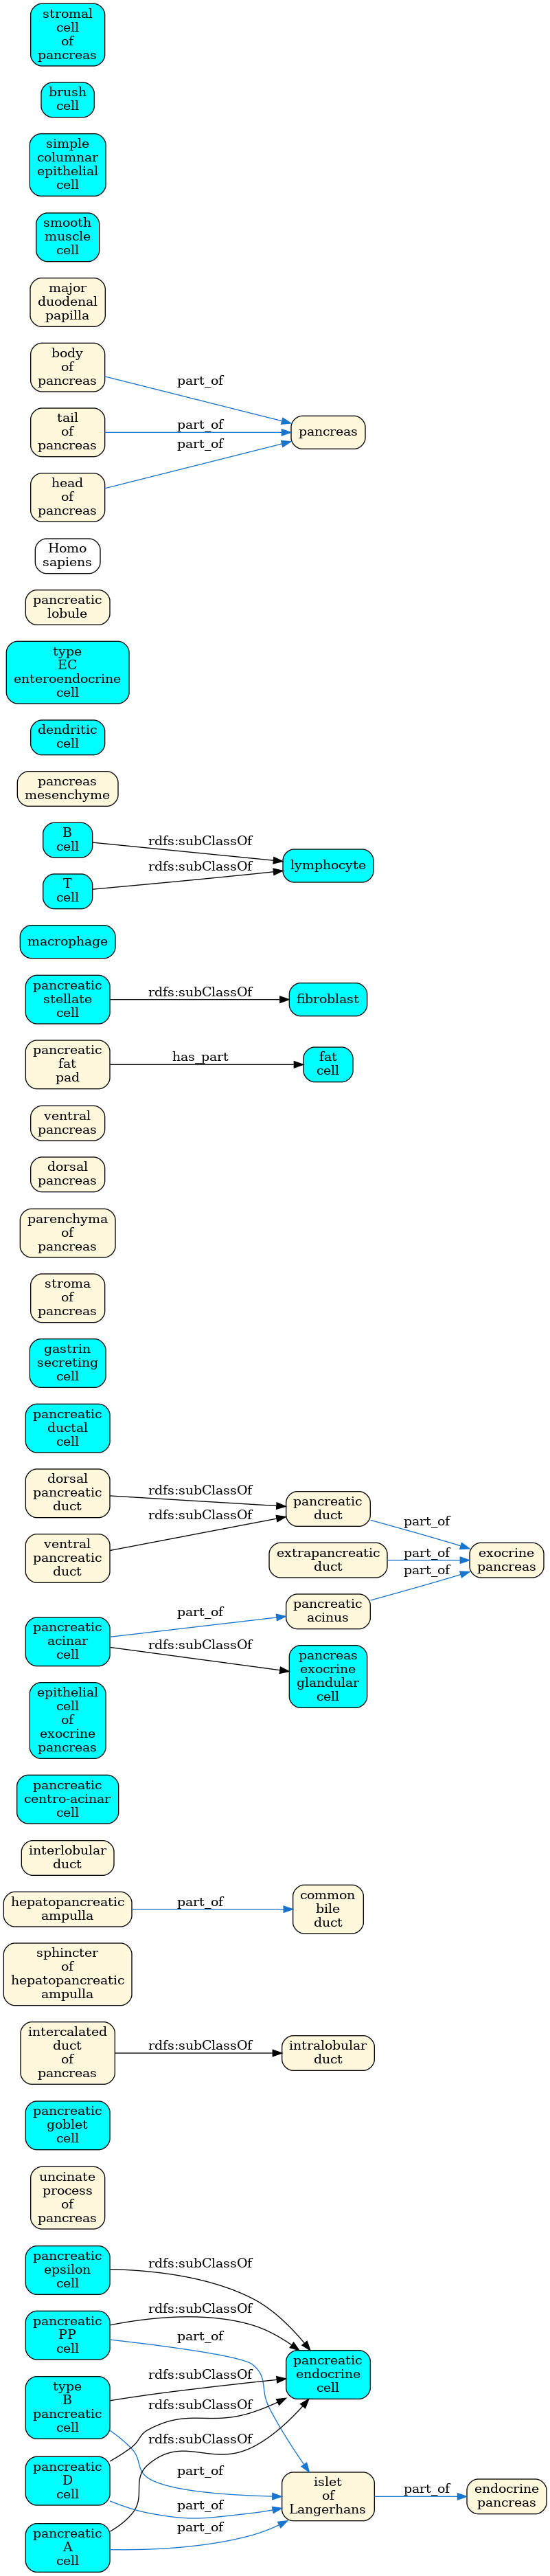 stromal
cell
of
pancreas
brush
cell
simple
columnar
epithelial
cell
smooth
muscle
cell
major
duodenal
papilla
body
of
pancreas
part_of
tail
of
pancreas
part_of
pancreas
part_of
head
of
pancreas
Homo
sapiens
pancreatic
lobule
type
EC
enteroendocrine
cell
dendritic
cell
pancreas
mesenchyme
B
cell
rdfs:subClassOf
lymphocyte
rdfs:subClassOf
T
cell
macrophage
pancreatic
stellate
cell
rdfs:subClassOf
fibroblast
pancreatic
fat
pad
has_part
fat
cell
ventral
pancreas
dorsal
pancreas
parenchyma
of
pancreas
stroma
of
pancreas
gastrin
secreting
cell
pancreatic
ductal
cell
dorsal
pancreatic
duct
rdfs:subClassOf
pancreatic
duct
rdfs:subClassOf
ventral
pancreatic
duct
part_of
extrapancreatic
duct
part_of
exocrine
pancreas
part_of
pancreatic
acinus
pancreatic
acinar
cell
part_of
rdfs:subClassOf
pancreas
exocrine
glandular
cell
epithelial
cell
of
exocrine
pancreas
pancreatic
centro-acinar
cell
interlobular
duct
hepatopancreatic
ampulla
part_of
common
bile
duct
sphincter
of
hepatopancreatic
ampulla
intercalated
duct
of
pancreas
rdfs:subClassOf
intralobular
duct
pancreatic
goblet
cell
uncinate
process
of
pancreas
pancreatic
epsilon
cell
rdfs:subClassOf
pancreatic
PP
cell
rdfs:subClassOf
part_of
type
B
pancreatic
cell
rdfs:subClassOf
part_of
pancreatic
endocrine
cell
pancreatic
D
cell
rdfs:subClassOf
part_of
pancreatic
A
cell
rdfs:subClassOf
part_of
islet
of
Langerhans
part_of
endocrine
pancreas